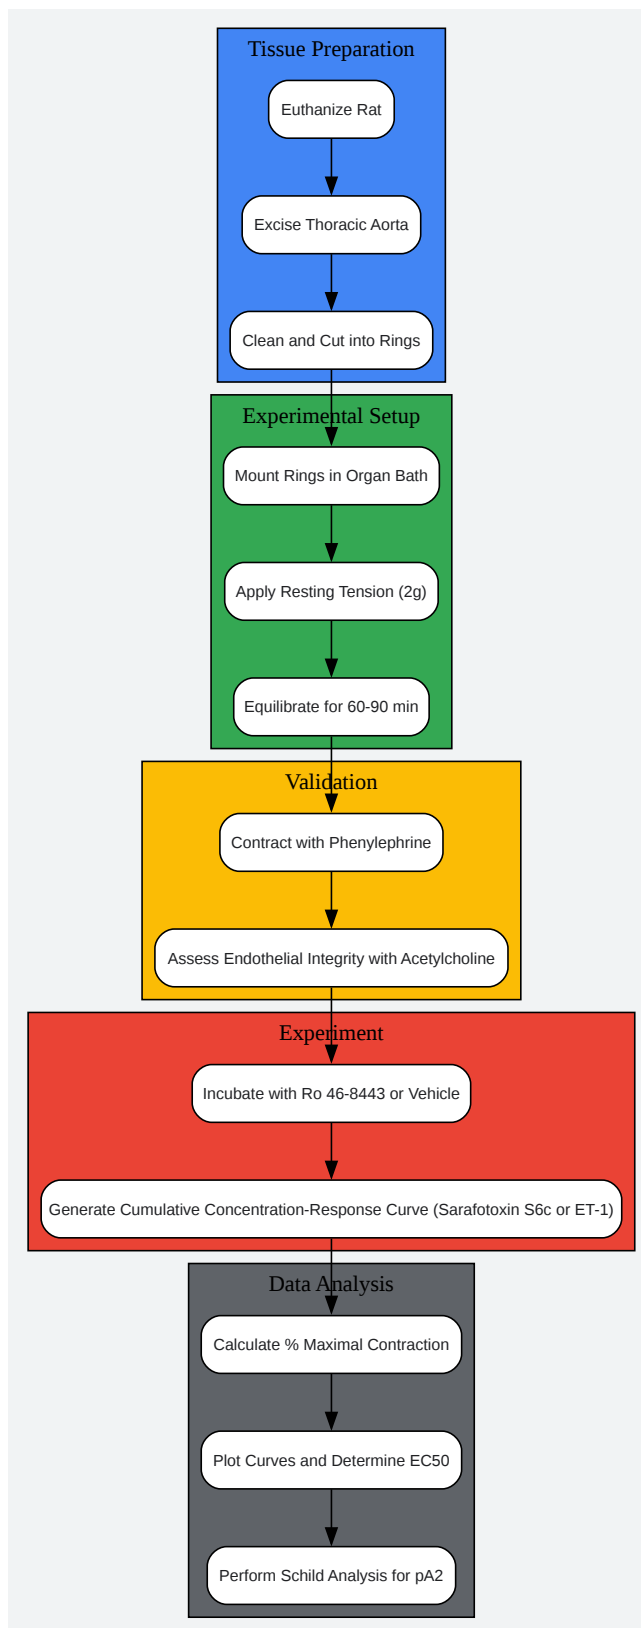 Tissue Preparation
Euthanize Rat
Excise Thoracic Aorta
Clean and Cut into Rings
Experimental Setup
Mount Rings in Organ Bath
Apply Resting Tension (2g)
Equilibrate for 60-90 min
Validation
Contract with Phenylephrine
Assess Endothelial Integrity with Acetylcholine
Experiment
Incubate with Ro 46-8443 or Vehicle
Generate Cumulative Concentration-Response Curve (Sarafotoxin S6c or ET-1)
Data Analysis
Calculate % Maximal Contraction
Plot Curves and Determine EC50
Perform Schild Analysis for pA2